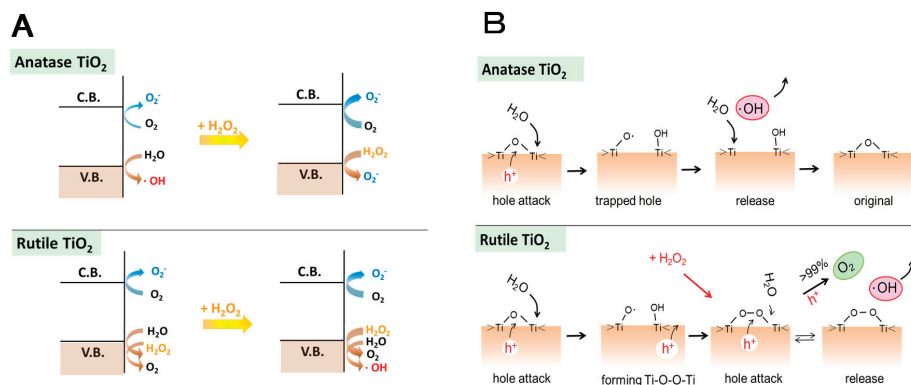 A
Anatase TiO₂
C.B.
O₂⁻
O₂
H₂O
V.B.
· OH
+ H₂O₂
C.B.
O₂⁻
O₂
H₂O₂
V.B.
O₂⁻
Rutile TiO₂
C.B.
O₂⁻
O₂
H₂O
V.B.
H₂O₂
O₂
+ H₂O₂
C.B.
O₂⁻
O₂
H₂O₂
H₂O
V.B.
O₂
· OH
B
Anatase TiO₂
H₂O
O
>Ti Ti<
h⁺
hole attack
O· OH
>Ti Ti<
trapped hole
H₂O ·OH
OH
>Ti Ti<
release
O
>Ti Ti<
original
Rutile TiO₂
H₂O
O
>Ti Ti<
h⁺
hole attack
O· OH
>Ti Ti<
h⁺
forming Ti-O-O-Ti
+ H₂O₂
H₂O
O-O
>Ti Ti<
h⁺
hole attack
>99%
h⁺
O₂
·OH
O-O
>Ti Ti<
release